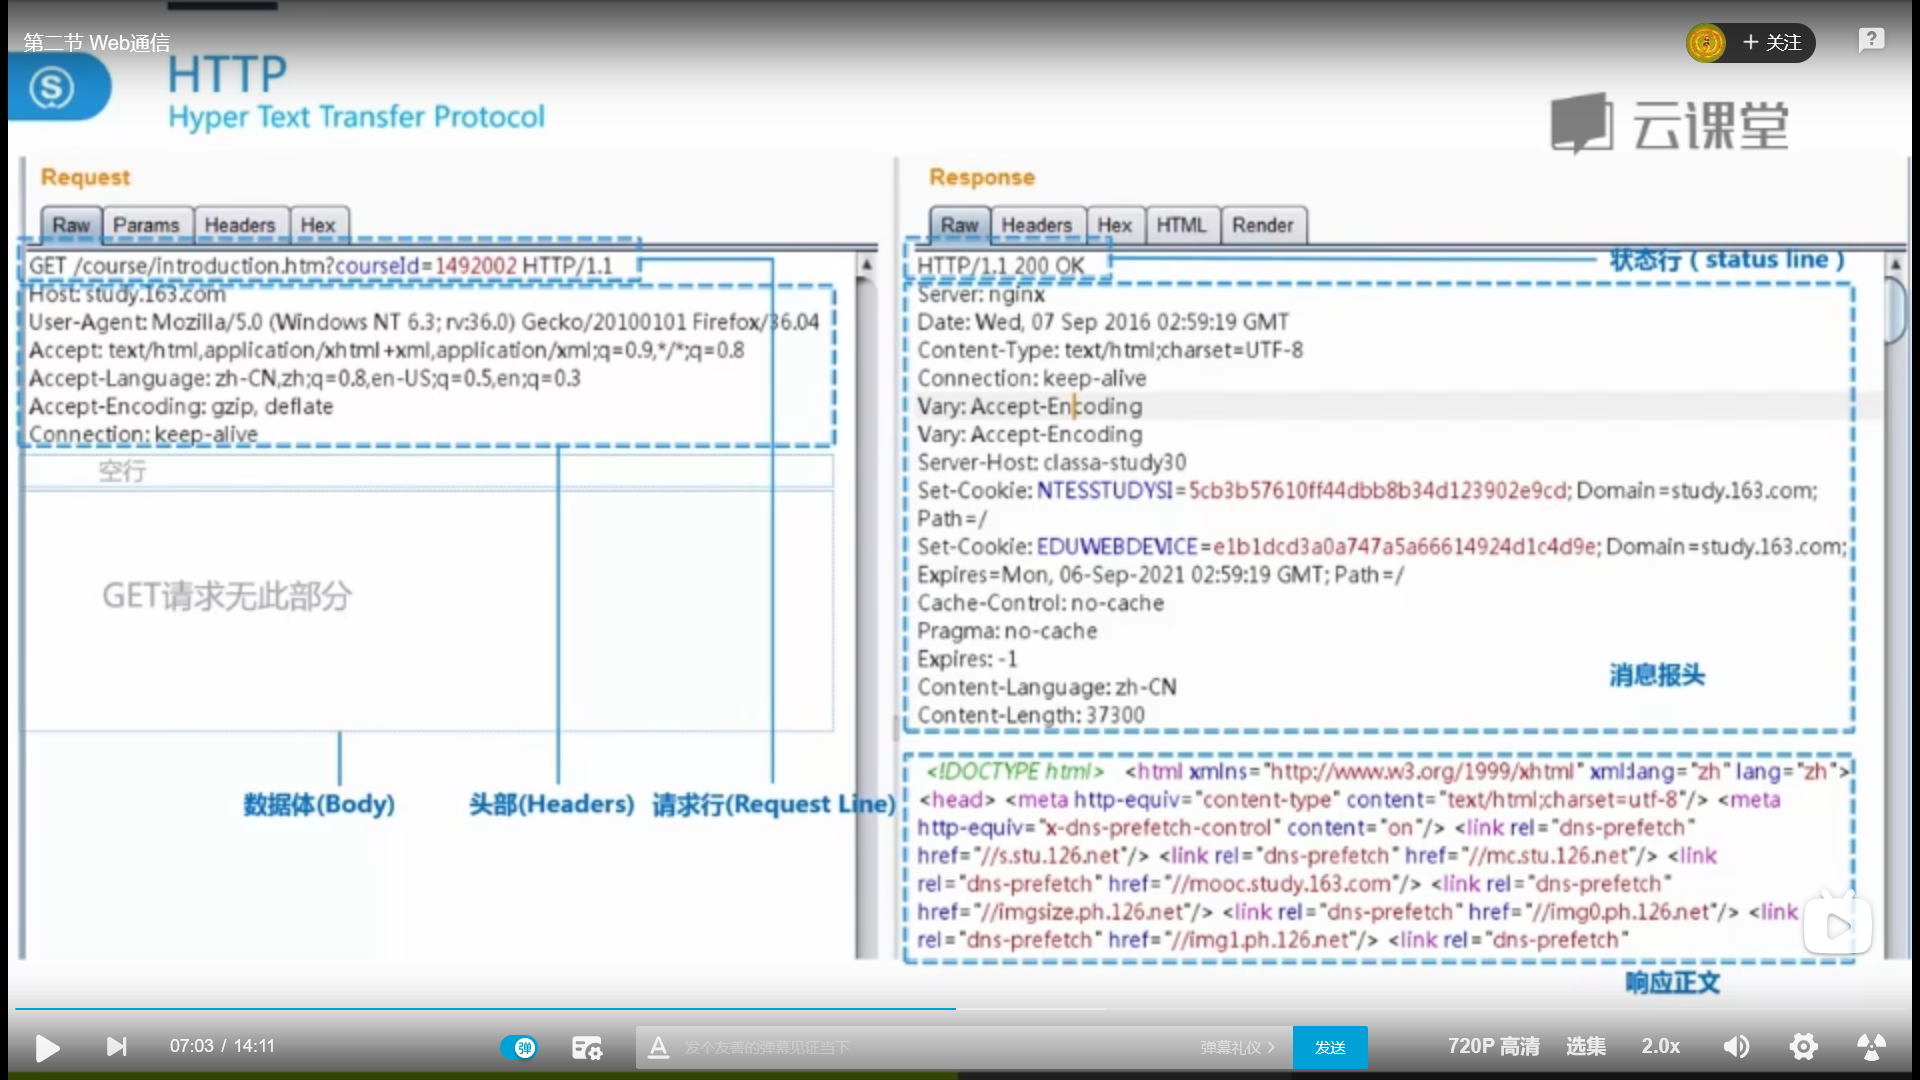 第二节 Web通信
+ 关注
HTTP
Hyper Text Transfer Protocol
云课堂
Request
Raw Params Headers Hex
GET /course/introduction.htm?courseId=1492002 HTTP/1.1
Host: study.163.com
User-Agent: Mozilla/5.0 (Windows NT 6.3; rv:36.0) Gecko/20100101 Firefox/36.04
Accept: text/html,application/xhtml+xml,application/xml;q=0.9,*/*;q=0.8
Accept-Language: zh-CN,zh;q=0.8,en-US;q=0.5,en;q=0.3
Accept-Encoding: gzip, deflate
Connection: keep-alive
空行
GET请求无此部分
数据体(Body) 头部(Headers) 请求行(Request Line)
Response
Raw Headers Hex HTML Render
HTTP/1.1 200 OK
状态行 ( status line )
Server: nginx
Date: Wed, 07 Sep 2016 02:59:19 GMT
Content-Type: text/html;charset=UTF-8
Connection: keep-alive
Vary: Accept-Encoding
Vary: Accept-Encoding
Server-Host: classa-study30
Set-Cookie: NTESSTUDYSI=5cb3b57610ff44dbb8b34d123902e9cd; Domain=study.163.com;
Path=/
Set-Cookie: EDUWEBDEVICE=e1b1dcd3a0a747a5a66614924d1c4d9e; Domain=study.163.com;
Expires=Mon, 06-Sep-2021 02:59:19 GMT; Path=/
Cache-Control: no-cache
Pragma: no-cache
Expires: -1
消息报头
Content-Language: zh-CN
Content-Length: 37300
<!DOCTYPE html> <html xmlns="http://www.w3.org/1999/xhtml" xml:lang="zh" lang="zh">
<head> <meta http-equiv="content-type" content="text/html;charset=utf-8"/> <meta
http-equiv="x-dns-prefetch-control" content="on"/> <link rel="dns-prefetch"
href="//s.stu.126.net"/> <link rel="dns-prefetch" href="//mc.stu.126.net"/> <link
rel="dns-prefetch" href="//mooc.study.163.com"/> <link rel="dns-prefetch"
href="//imgsize.ph.126.net"/> <link rel="dns-prefetch" href="//img0.ph.126.net"/> <link
rel="dns-prefetch" href="//img1.ph.126.net"/> <link rel="dns-prefetch"
响应正文
07:03 / 14:11
弹
发个友善的弹幕见证当下
弹幕礼仪 >
发送
720P 高清
选集
2.0x